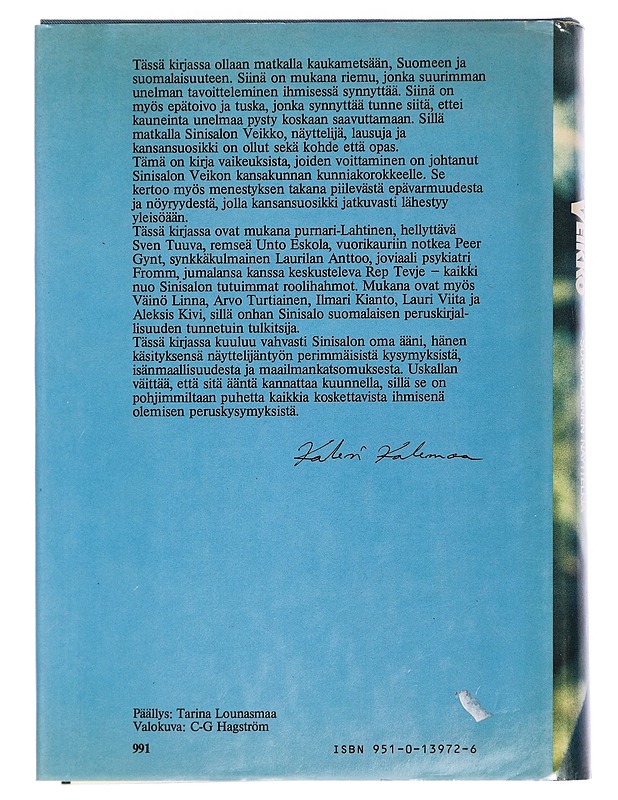 Tässä kirjassa ollaan matkalla kaukametsään, Suomeen ja
suomalaisuuteen. Siinä on mukana riemu, jonka suurimman
unelman tavoitteleminen ihmisessä synnyttää. Siinä on
myös epätoivo ja tuska, jonka synnyttää tunne siitä, ettei
kauneinta unelmaa pysty koskaan saavuttamaan. Sillä
matkalla Sinisalon Veikko, näyttelijä, lausuja ja
kansansuosikki on ollut sekä kohde että opas.
Tämä on kirja vaikeuksista, joiden voittaminen on johtanut
Sinisalon Veikon kansakunnan kunniakorokkeelle. Se
kertoo myös menestyksen takana piilevästä epävarmuudesta
ja nöyryydestä, jolla kansansuosikki jatkuvasti lähestyy
yleisöään.
Tässä kirjassa ovat mukana purnari-Lahtinen, hellyttävä
Sven Tuuva, remseä Unto Eskola, vuorikauriin notkea Peer
Gynt, synkkäkulmainen Laurilan Anttoo, joviaali psykiatri
Fromm, jumalansa kanssa keskusteleva Rep Tevje – kaikki
nuo Sinisalon tutuimmat roolihahmot. Mukana ovat myös
Väinö Linna, Arvo Turtiainen, Ilmari Kianto, Lauri Viita ja
Aleksis Kivi, sillä onhan Sinisalo suomalaisen peruskirjal-
lisuuden tunnetuin tulkitsija.
Tässä kirjassa kuuluu vahvasti Sinisalon oma ääni, hänen
käsityksensä näyttelijäntyön perimmäisistä kysymyksistä,
isänmaallisuudesta ja maailmankatsomuksesta. Uskallan
väittää, että sitä ääntä kannattaa kuunnella, sillä se on
pohjimmiltaan puhetta kaikkia koskettavista ihmisenä
olemisen peruskysymyksistä.
Kaleni Kalemaa
Päällys: Tarina Lounasmaa
Valokuva: C-G Hagström
991
ISBN 951-0-13972-6
VEIKKO